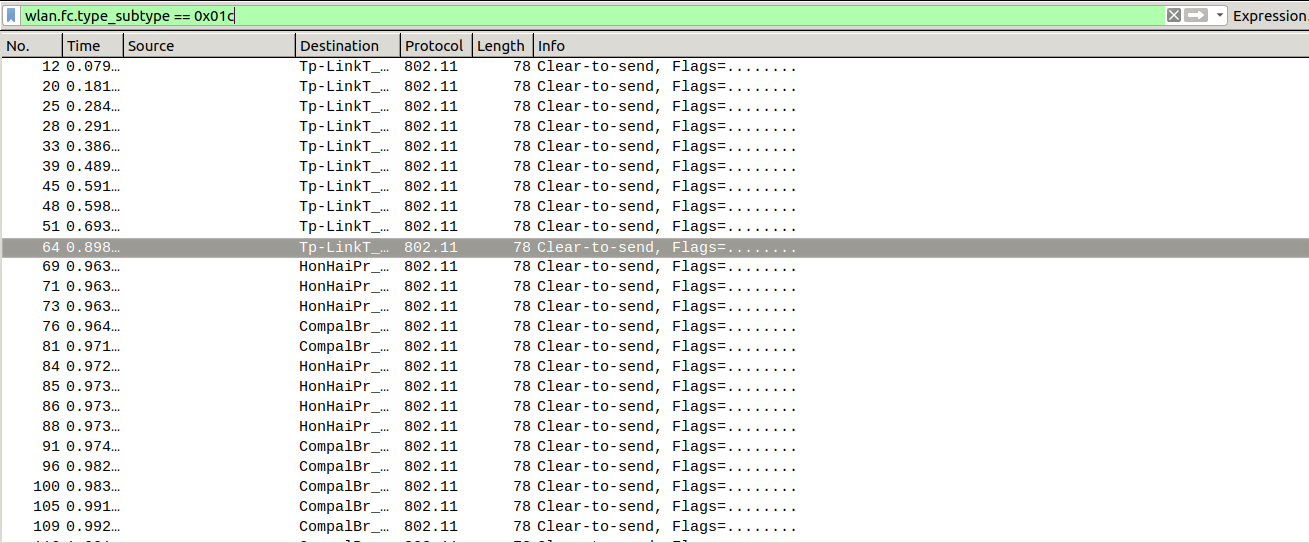 wlan.fc.type_subtype == 0x01c Expression
No. Time Source Destination Protocol Length Info
12 0.079… Tp-LinkT_… 802.11 78 Clear-to-send, Flags=........
20 0.181… Tp-LinkT_… 802.11 78 Clear-to-send, Flags=........
25 0.284… Tp-LinkT_… 802.11 78 Clear-to-send, Flags=........
28 0.291… Tp-LinkT_… 802.11 78 Clear-to-send, Flags=........
33 0.386… Tp-LinkT_… 802.11 78 Clear-to-send, Flags=........
39 0.489… Tp-LinkT_… 802.11 78 Clear-to-send, Flags=........
45 0.591… Tp-LinkT_… 802.11 78 Clear-to-send, Flags=........
48 0.598… Tp-LinkT_… 802.11 78 Clear-to-send, Flags=........
51 0.693… Tp-LinkT_… 802.11 78 Clear-to-send, Flags=........
64 0.898… Tp-LinkT_… 802.11 78 Clear-to-send, Flags=........
69 0.963… HonHaiPr_… 802.11 78 Clear-to-send, Flags=........
71 0.963… HonHaiPr_… 802.11 78 Clear-to-send, Flags=........
73 0.963… HonHaiPr_… 802.11 78 Clear-to-send, Flags=........
76 0.964… CompalBr_… 802.11 78 Clear-to-send, Flags=........
81 0.971… CompalBr_… 802.11 78 Clear-to-send, Flags=........
84 0.972… HonHaiPr_… 802.11 78 Clear-to-send, Flags=........
85 0.973… HonHaiPr_… 802.11 78 Clear-to-send, Flags=........
86 0.973… HonHaiPr_… 802.11 78 Clear-to-send, Flags=........
88 0.973… HonHaiPr_… 802.11 78 Clear-to-send, Flags=........
91 0.974… CompalBr_… 802.11 78 Clear-to-send, Flags=........
96 0.982… CompalBr_… 802.11 78 Clear-to-send, Flags=........
100 0.983… CompalBr_… 802.11 78 Clear-to-send, Flags=........
105 0.991… CompalBr_… 802.11 78 Clear-to-send, Flags=........
109 0.992… CompalBr_… 802.11 78 Clear-to-send, Flags=........